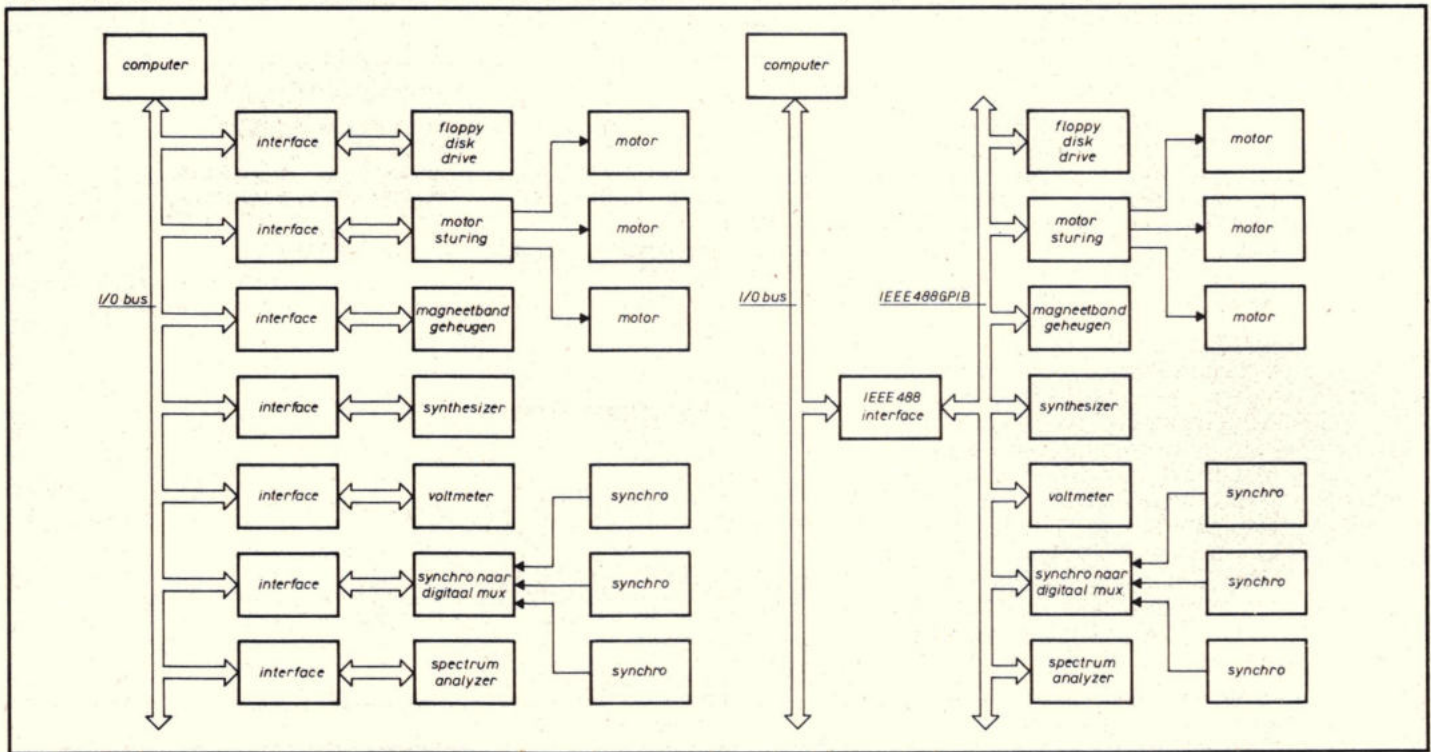 computer
interface
floppy
disk
drive
motor
interface
motor
sturing
motor
I/O bus
interface
magneetband
geheugen
motor
interface
synthesizer
interface
voltmeter
synchro
interface
synchro naar
digitaal mux
synchro
interface
spectrum
analyzer
synchro
computer
floppy
disk
drive
motor
motor
sturing
motor
I/O bus
IEEE488GPIB
magneetband
geheugen
motor
IEEE 488
interface
synthesizer
voltmeter
synchro
synchro naar
digitaal mux
synchro
spectrum
analyzer
synchro